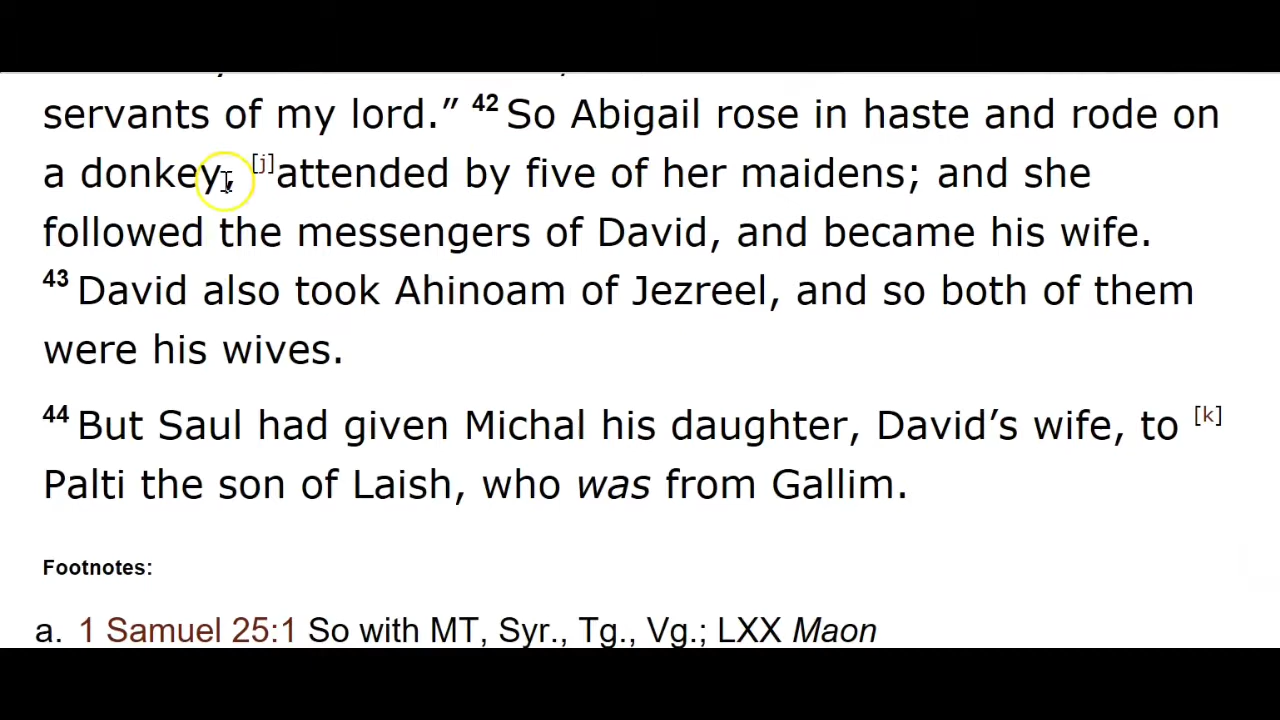 servants of my lord.” 42 So Abigail rose in haste and rode on
a donkey, [j]attended by five of her maidens; and she
followed the messengers of David, and became his wife.
43 David also took Ahinoam of Jezreel, and so both of them
were his wives.
44 But Saul had given Michal his daughter, David’s wife, to [k]
Palti the son of Laish, who was from Gallim.
Footnotes:
a. 1 Samuel 25:1 So with MT, Syr., Tg., Vg.; LXX Maon